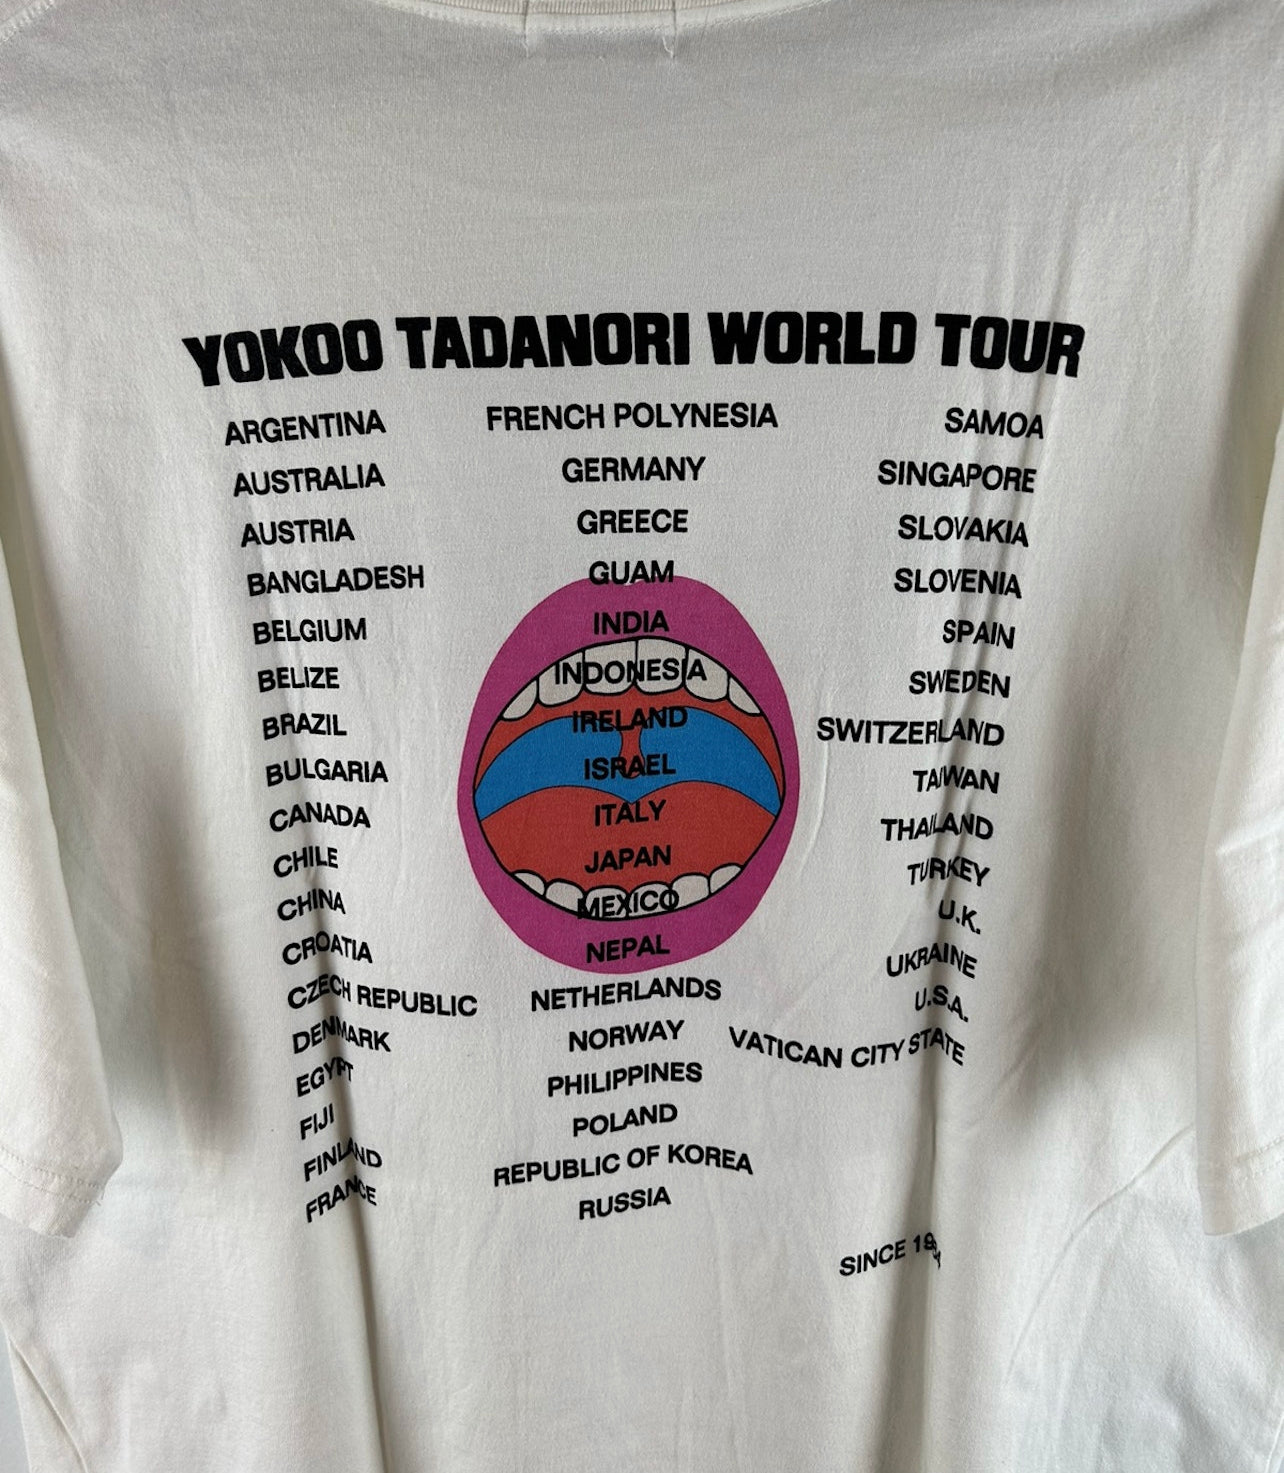 YOKOO TADANORI WORLD TOUR
ARGENTINA
AUSTRALIA
AUSTRIA
BANGLADESH
BELGIUM
BELIZE
BRAZIL
BULGARIA
CANADA
CHILE
CHINA
CROATIA
CZECH REPUBLIC
DENMARK
EGYPT
FIJI
FINLAND
FRANCE
FRENCH POLYNESIA
GERMANY
GREECE
GUAM
INDIA
INDONESIA
IRELAND
ISRAEL
ITALY
JAPAN
MEXICO
NEPAL
NETHERLANDS
NORWAY
PHILIPPINES
POLAND
REPUBLIC OF KOREA
RUSSIA
SAMOA
SINGAPORE
SLOVAKIA
SLOVENIA
SPAIN
SWEDEN
SWITZERLAND
TAIWAN
THAILAND
TURKEY
U.K.
UKRAINE
U.S.A.
VATICAN CITY STATE
SINCE